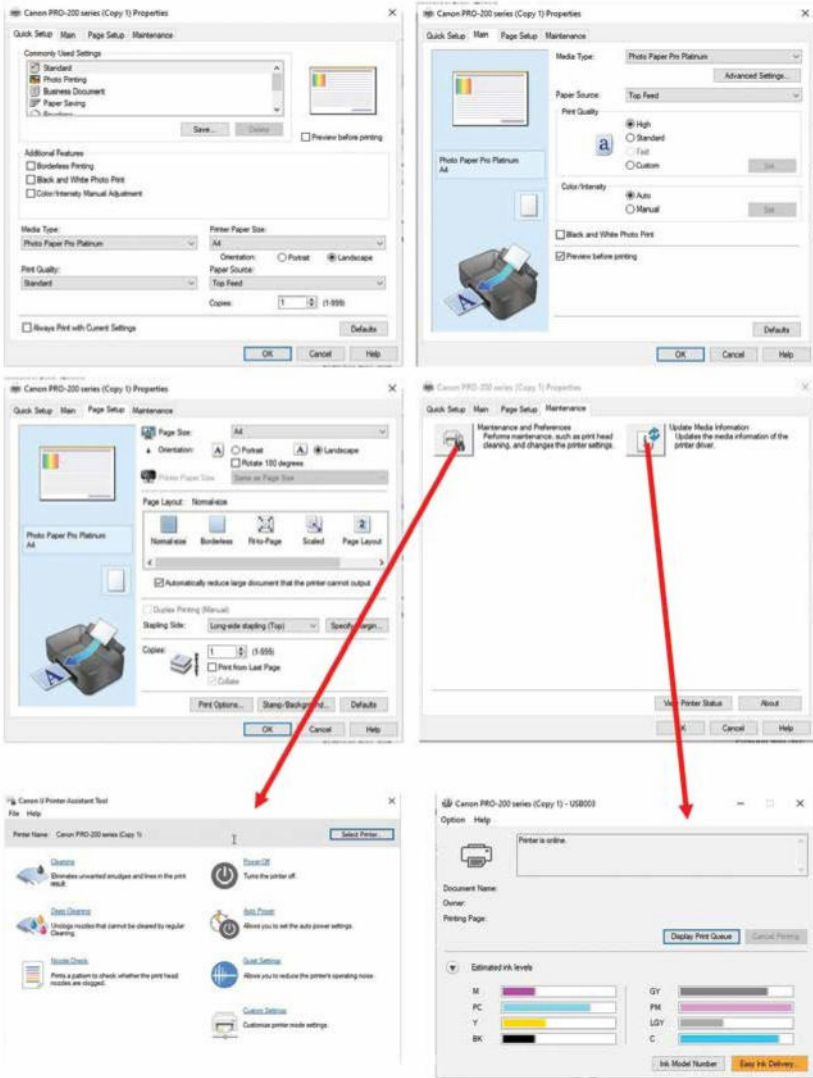 Canon PRO-200 series (Copy 1) Properties
Quick Setup Main Page Setup Maintenance
Commonly Used Settings
Standard
Photo Printing
Business Document
Paper Saving
Save... Delete
Preview before printing
Additional Features
Borderless Printing
Black and White Photo Print
Color/Intensity Manual Adjustment
Media Type: Printer Paper Size:
Photo Paper Pro Platinum A4
Orientation: Portrait Landscape
Print Quality: Paper Source:
Standard Top Feed
Copies: 1 (1-999)
Always Print with Current Settings Defaults
OK Cancel Help
Canon PRO-200 series (Copy 1) Properties
Quick Setup Main Page Setup Maintenance
Media Type: Photo Paper Pro Platinum
Advanced Settings...
Paper Source: Top Feed
Print Quality
High
a Standard
Fast
Photo Paper Pro Platinum
A4
Custom Set...
Color/Intensity
Auto
Manual Set...
Black and White Photo Print
Preview before printing
A
Defaults
OK Cancel Help
Canon PRO-200 series (Copy 1) Properties
Quick Setup Main Page Setup Maintenance
Page Size: A4
Orientation: A Portrait A Landscape
Rotate 180 degrees
Printer Paper Size: Same as Page Size
Page Layout: Normal-size
Photo Paper Pro Platinum
A4
Normal-size Borderless Fit-to-Page Scaled Page Layout
Automatically reduce large document that the printer cannot output
Duplex Printing (Manual)
Stapling Side: Long-side stapling (Top) Specify Margin...
Copies: 1 (1-999)
Print from Last Page
Collate
A
Print Options... Stamp/Background... Defaults
OK Cancel Help
Canon PRO-200 series (Copy 1) Properties
Quick Setup Main Page Setup Maintenance
Maintenance and Preferences
Performs maintenance, such as print head
cleaning, and changes the printer settings.
Update Media Information
Updates the media information of the
printer driver.
View Printer Status About
OK Cancel Help
Canon IJ Printer Assistant Tool
File Help
Printer Name: Canon PRO-200 series (Copy 1) Select Printer...
Cleaning
Eliminates unwanted smudges and lines in the print
result.
Power Off
Turns the printer off.
Deep Cleaning
Unclogs nozzles that cannot be cleared by regular
Cleaning.
Auto Power
Allows you to set the auto power settings.
Nozzle Check
Prints a pattern to check whether the print head
nozzles are clogged.
Quiet Settings
Allows you to reduce the printer's operating noise.
Custom Settings
Customize printer mode settings.
Canon PRO-200 series (Copy 1) - USB003
Option Help
Printer is online.
Document Name:
Owner:
Printing Page:
Display Print Queue Cancel Printing
Estimated ink levels
M GY
PC PM
Y LGY
BK C
Ink Model Number Easy Ink Delivery...